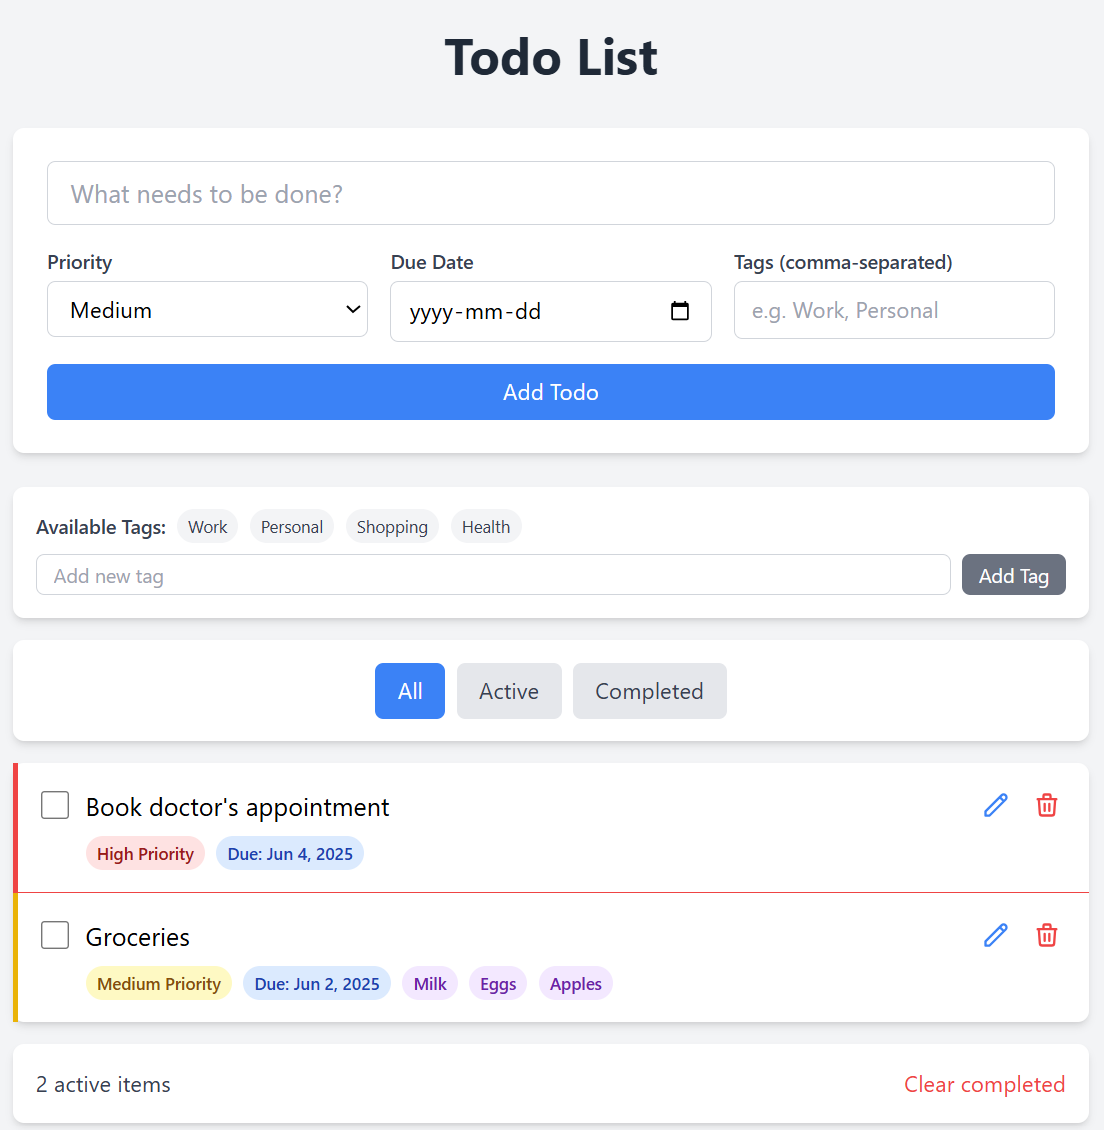 Todo List
What needs to be done?
Priority Due Date Tags (comma-separated)
Medium yyyy-mm-dd e.g. Work, Personal
Add Todo
Available Tags: Work Personal Shopping Health
Add new tag Add Tag
All Active Completed
Book doctor's appointment
High Priority Due: Jun 4, 2025
Groceries
Medium Priority Due: Jun 2, 2025 Milk Eggs Apples
2 active items Clear completed